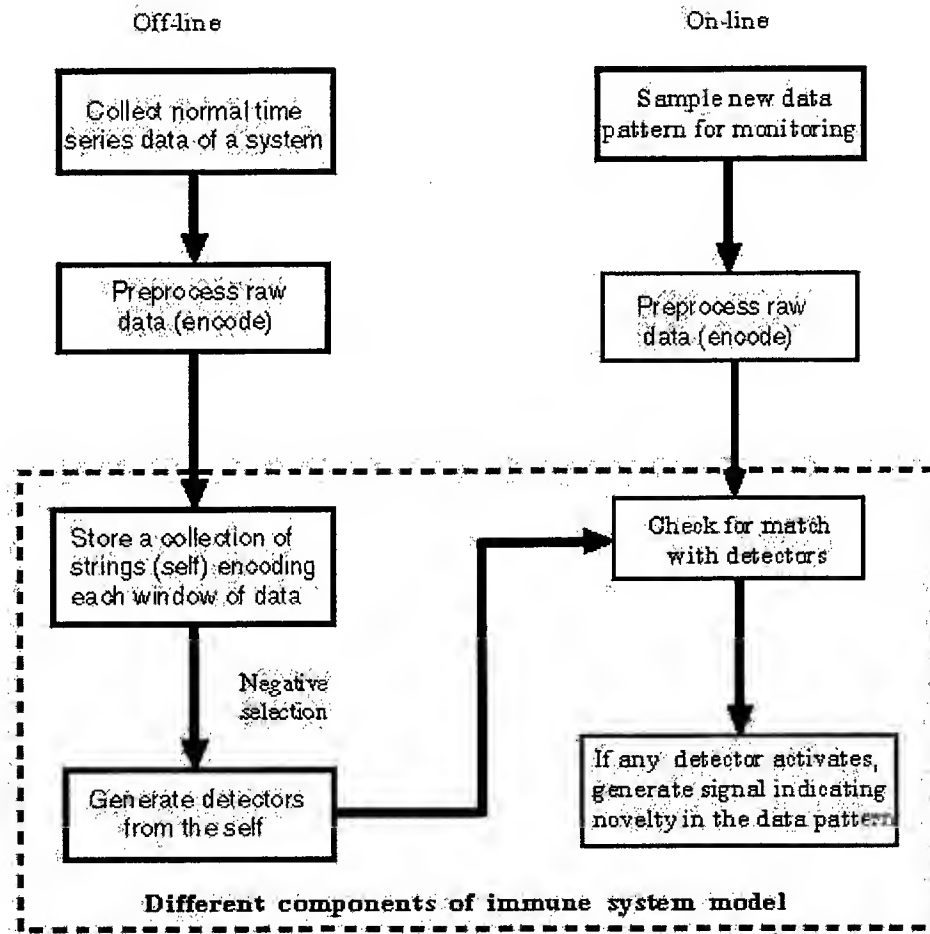 Off-line
Collect normal time
series data of a system
Preprocess raw
data (encode)
Store a collection of
strings (self) encoding
each window of data
Negative
selection
Generate detectors
from the self
On-line
Sample new data
pattern for monitoring
Preprocess raw
data (encode)
Check for match
with detectors
If any detector activates,
generate signal indicating
novelty in the data pattern
Different components of immune system model